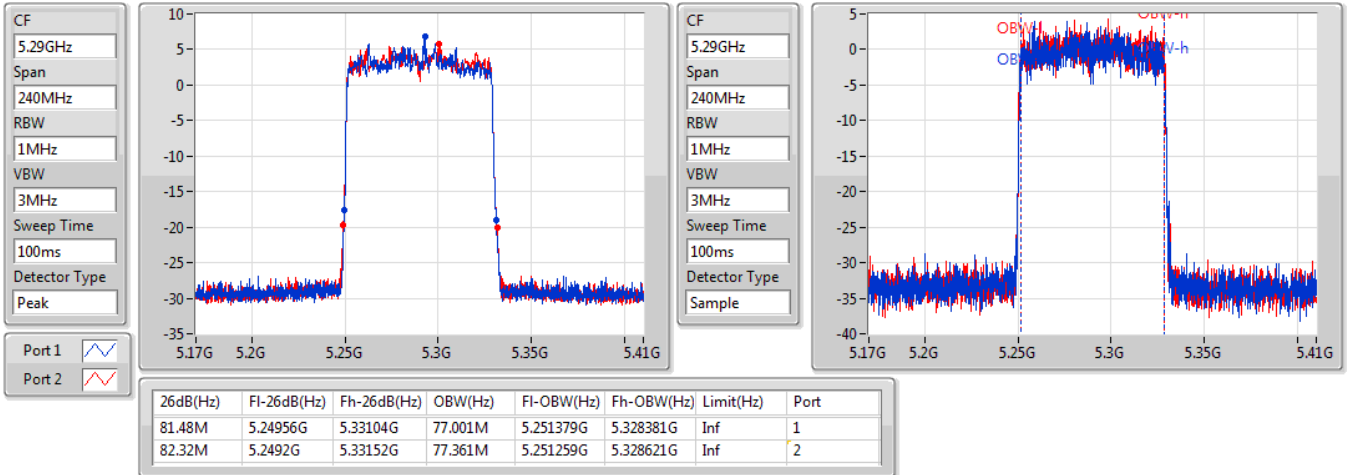 CF
5.29GHz
Span
240MHz
RBW
1MHz
VBW
3MHz
Sweep Time
100ms
Detector Type
Peak
10-
5-
0-
-5-
-10-
-15-
-20-
-25-
-30-
-35-
5.17G 5.2G 5.25G 5.3G 5.35G 5.41G
CF
5.29GHz
Span
240MHz
RBW
1MHz
VBW
3MHz
Sweep Time
100ms
Detector Type
Sample
5-
0-
-5-
-10-
-15-
-20-
-25-
-30-
-35-
-40-
OBW-h
5.17G 5.2G 5.25G 5.3G 5.35G 5.41G
Port 1
Port 2
26dB(Hz) Fl-26dB(Hz) Fh-26dB(Hz) OBW(Hz) Fl-OBW(Hz) Fh-OBW(Hz) Limit(Hz) Port
81.48M 5.24956G 5.33104G 77.001M 5.251379G 5.328381G Inf 1
82.32M 5.2492G 5.33152G 77.361M 5.251259G 5.328621G Inf 2